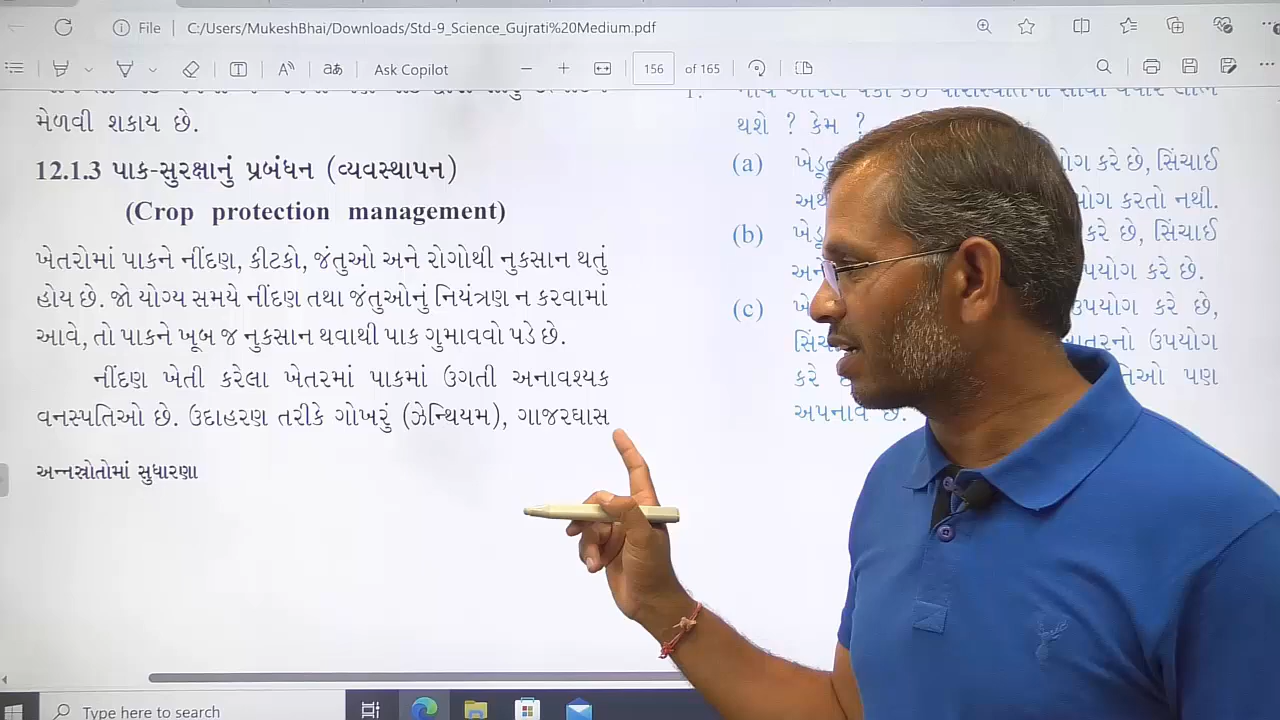 File C:/Users/MukeshBhai/Downloads/Std-9_Science_Gujrati%20Medium.pdf
Ask Copilot 156 of 165
મેળવી શકાય છે.
12.1.3 પાક-સુરક્ષાનું પ્રબંધન (વ્યવસ્થાપન)
(Crop protection management)
ખેતરોમાં પાકને નીંદણ, કીટકો, જંતુઓ અને રોગોથી નુકસાન થતું
હોય છે. જો યોગ્ય સમયે નીંદણ તથા જંતુઓનું નિયંત્રણ ન કરવામાં
આવે, તો પાકને ખૂબ જ નુકસાન થવાથી પાક ગુમાવવો પડે છે.
નીંદણ ખેતી કરેલા ખેતરમાં પાકમાં ઉગતી અનાવશ્યક
વનસ્પતિઓ છે. ઉદાહરણ તરીકે ગોખરું (ઝેન્થિયમ), ગાજરઘાસ
અન્નસ્રોતોમાં સુધારણા
થશે ? કેમ ?
(a) કરે છે, સિંચાઈ
કરતો નથી.
(b) કરે છે, સિંચાઈ
કરે છે.
(c) ઉપયોગ કરે છે,
ઉપયોગ
કરે પણ
અપનાવે છે.
Type here to search